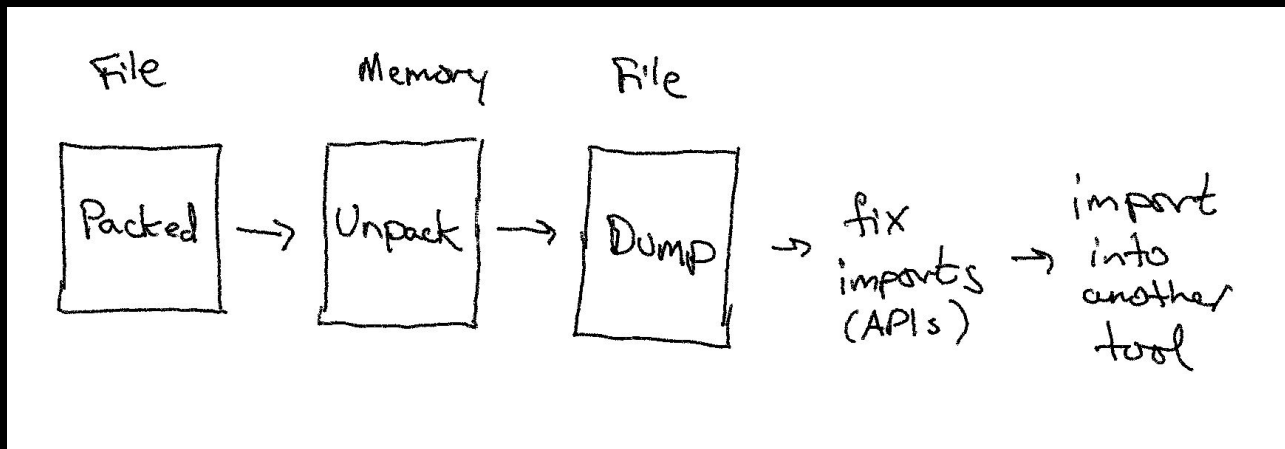 File
Memory
File
Packed
Unpack
Dump
fix
imports
(APIs)
import
into
another
tool